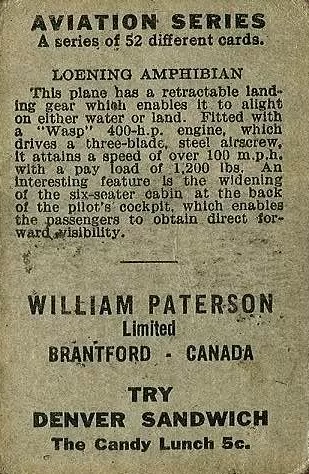 AVIATION SERIES
A series of 52 different cards.
LOENING AMPHIBIAN
This plane has a retractable land-
ing gear which enables it to alight
on either water or land. Fitted with
a "Wasp" 400-h.p. engine, which
drives a three-blade, steel airscrew,
it attains a speed of over 100 m.p.h.
with a pay load of 1,200 lbs. An
interesting feature is the widening
of the six-seater cabin at the back
of the pilot's cockpit, which enables
the passengers to obtain direct for-
ward visibility.
WILLIAM PATERSON
Limited
BRANTFORD - CANADA
TRY
DENVER SANDWICH
The Candy Lunch 5c.